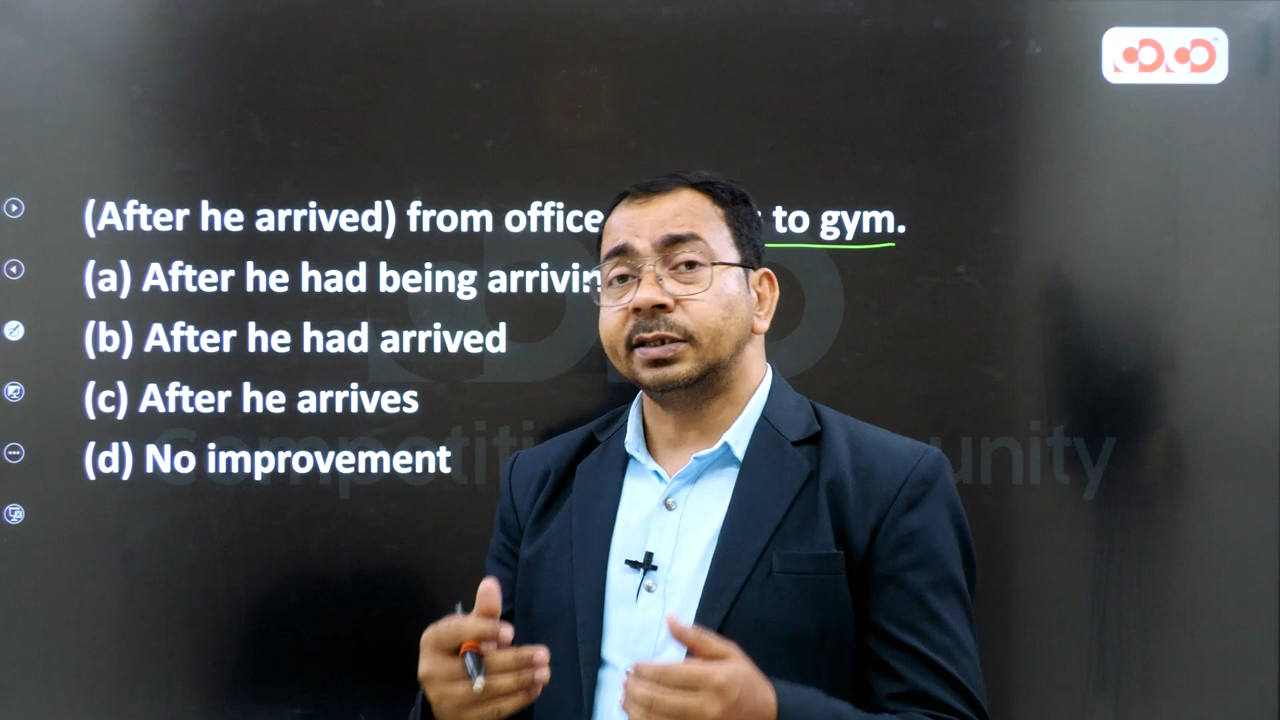 (After he arrived) from office to gym.
(a) After he had being arrivin
(b) After he had arrived
(c) After he arrives
(d) No improvement